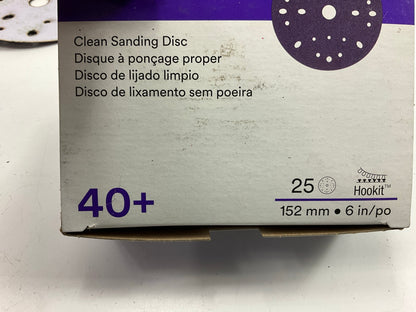 Clean Sanding Disc
Disque à ponçage proper
Disco de lijado limpio
Disco de lixamento sem poeira
40+
25
Hookit™
152 mm • 6 in/po